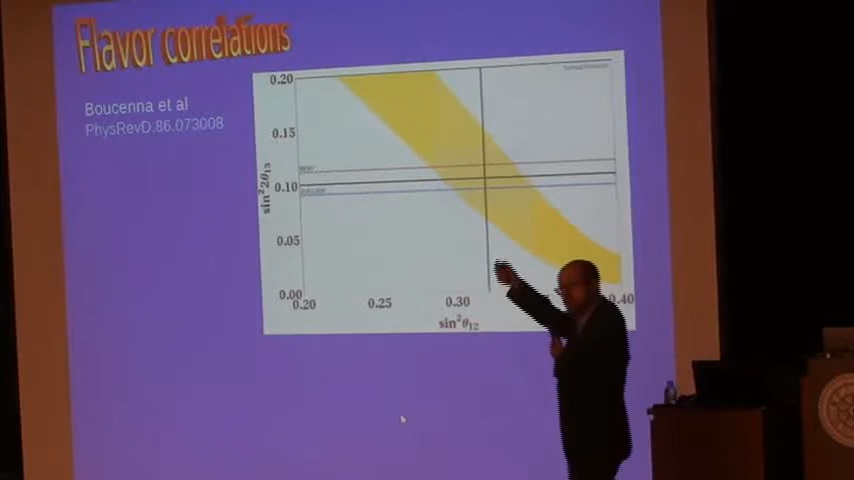 Flavor correlations
Boucenna et al
PhysRevD.86.073008
0.20
0.15
0.10
0.05
0.00
sin²2θ₁₃
0.20
0.25
0.30
0.40
sin²θ₁₂